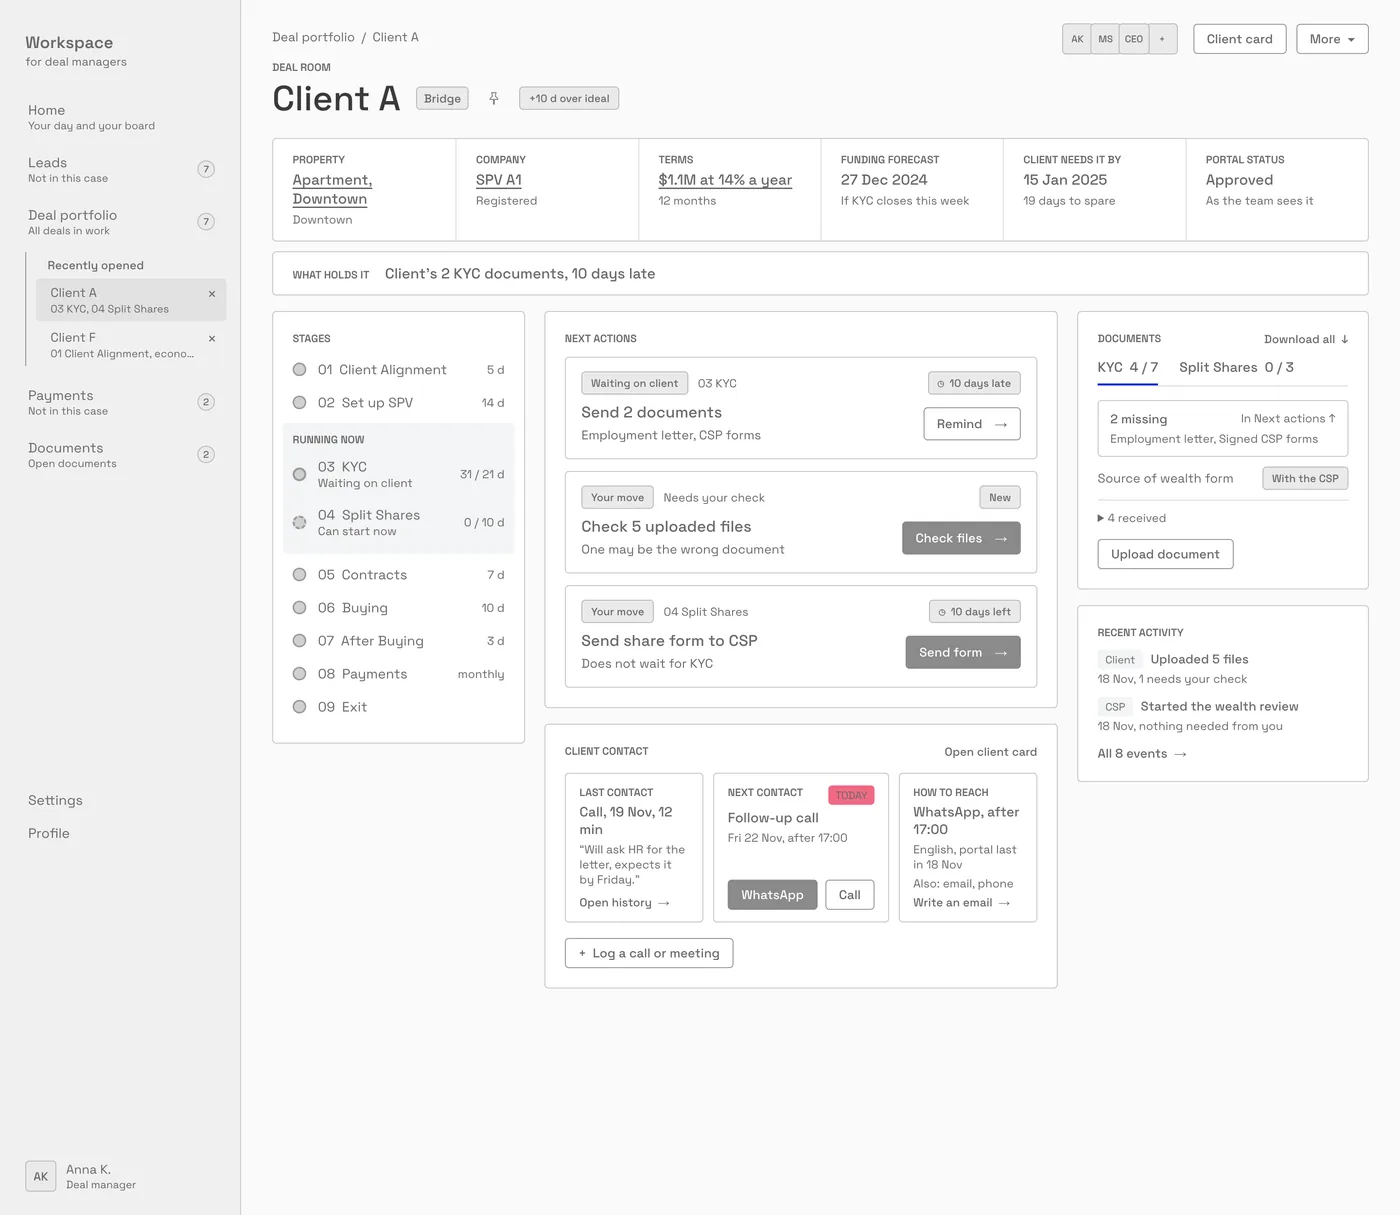 Workspace
for deal managers
Home
Your day and your board
Leads
Not in this case
7
Deal portfolio
All deals in work
7
Recently opened
Client A ×
03 KYC, 04 Split Shares
Client F ×
01 Client Alignment, econo...
Payments
Not in this case
2
Documents
Open documents
2
Settings
Profile
AK
Anna K.
Deal manager
Deal portfolio / Client A
AK MS CEO +
Client card
More
DEAL ROOM
Client A
Bridge
+10 d over ideal
PROPERTY
Apartment,
Downtown
Downtown
COMPANY
SPV A1
Registered
TERMS
$1.1M at 14% a year
12 months
FUNDING FORECAST
27 Dec 2024
If KYC closes this week
CLIENT NEEDS IT BY
15 Jan 2025
19 days to spare
PORTAL STATUS
Approved
As the team sees it
WHAT HOLDS IT Client's 2 KYC documents, 10 days late
STAGES
01 Client Alignment 5 d
02 Set up SPV 14 d
RUNNING NOW
03 KYC 31 / 21 d
Waiting on client
04 Split Shares 0 / 10 d
Can start now
05 Contracts 7 d
06 Buying 10 d
07 After Buying 3 d
08 Payments monthly
09 Exit
NEXT ACTIONS
Waiting on client 03 KYC 10 days late
Send 2 documents
Employment letter, CSP forms
Remind →
Your move Needs your check New
Check 5 uploaded files
One may be the wrong document
Check files →
Your move 04 Split Shares 10 days left
Send share form to CSP
Does not wait for KYC
Send form →
CLIENT CONTACT Open client card
LAST CONTACT
Call, 19 Nov, 12
min
“Will ask HR for the
letter, expects it
by Friday.”
Open history →
NEXT CONTACT TODAY
Follow-up call
Fri 22 Nov, after 17:00
WhatsApp Call
HOW TO REACH
WhatsApp, after
17:00
English, portal last
in 18 Nov
Also: email, phone
Write an email →
+ Log a call or meeting
DOCUMENTS Download all ↓
KYC 4 / 7 Split Shares 0 / 3
2 missing In Next actions ↑
Employment letter, Signed CSP forms
Source of wealth form With the CSP
▶ 4 received
Upload document
RECENT ACTIVITY
Client Uploaded 5 files
18 Nov, 1 needs your check
CSP Started the wealth review
18 Nov, nothing needed from you
All 8 events →